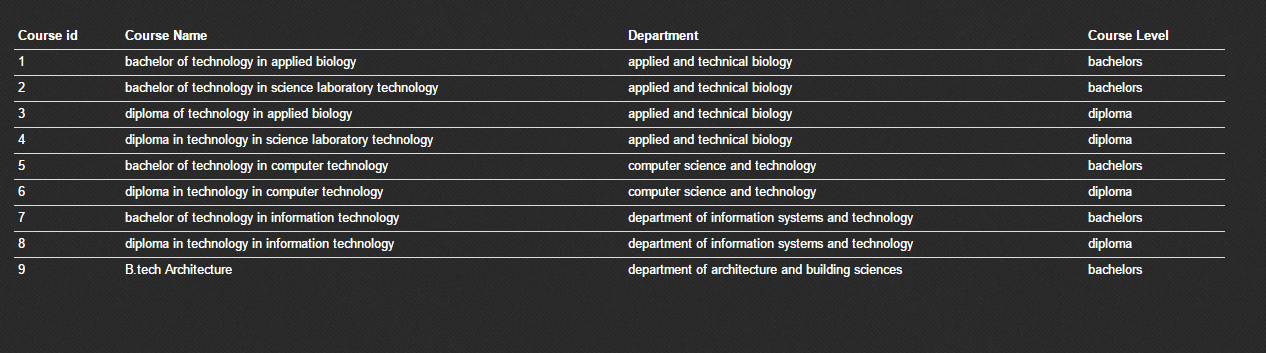 Course id Course Name Department Course Level
1 bachelor of technology in applied biology applied and technical biology bachelors
2 bachelor of technology in science laboratory technology applied and technical biology bachelors
3 diploma of technology in applied biology applied and technical biology diploma
4 diploma in technology in science laboratory technology applied and technical biology diploma
5 bachelor of technology in computer technology computer science and technology bachelors
6 diploma in technology in computer technology computer science and technology diploma
7 bachelor of technology in information technology department of information systems and technology bachelors
8 diploma in technology in information technology department of information systems and technology diploma
9 B.tech Architecture department of architecture and building sciences bachelors